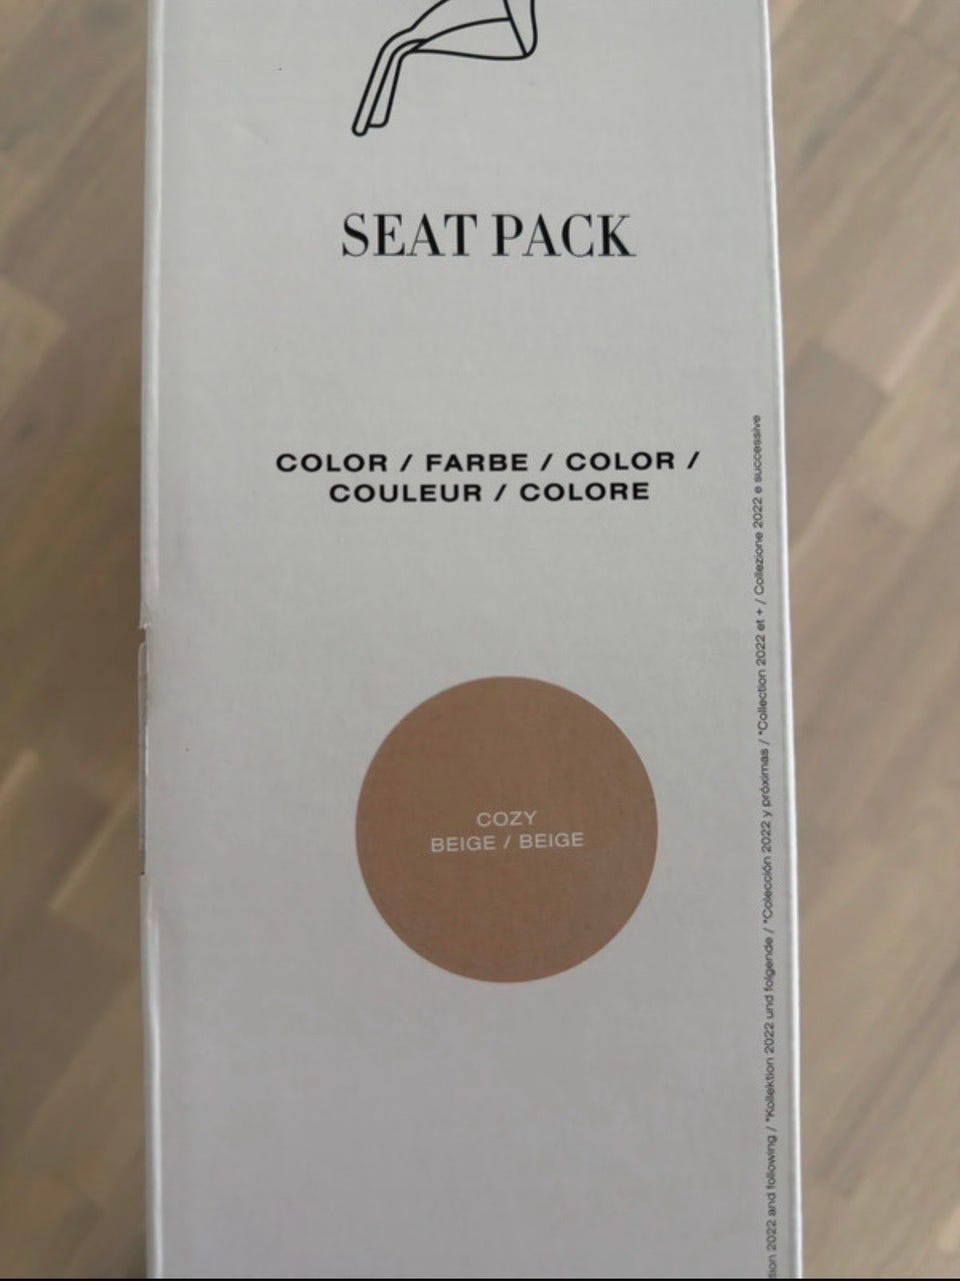 SEAT PACK
COLOR / FARBE / COLOR /
COULEUR / COLORE
COZY
BEIGE / BEIGE
2022 and following / *Kollektion 2022 und folgende / *Colección 2022 y próximas / *Collection 2022 et + / Collezione 2022 e successive